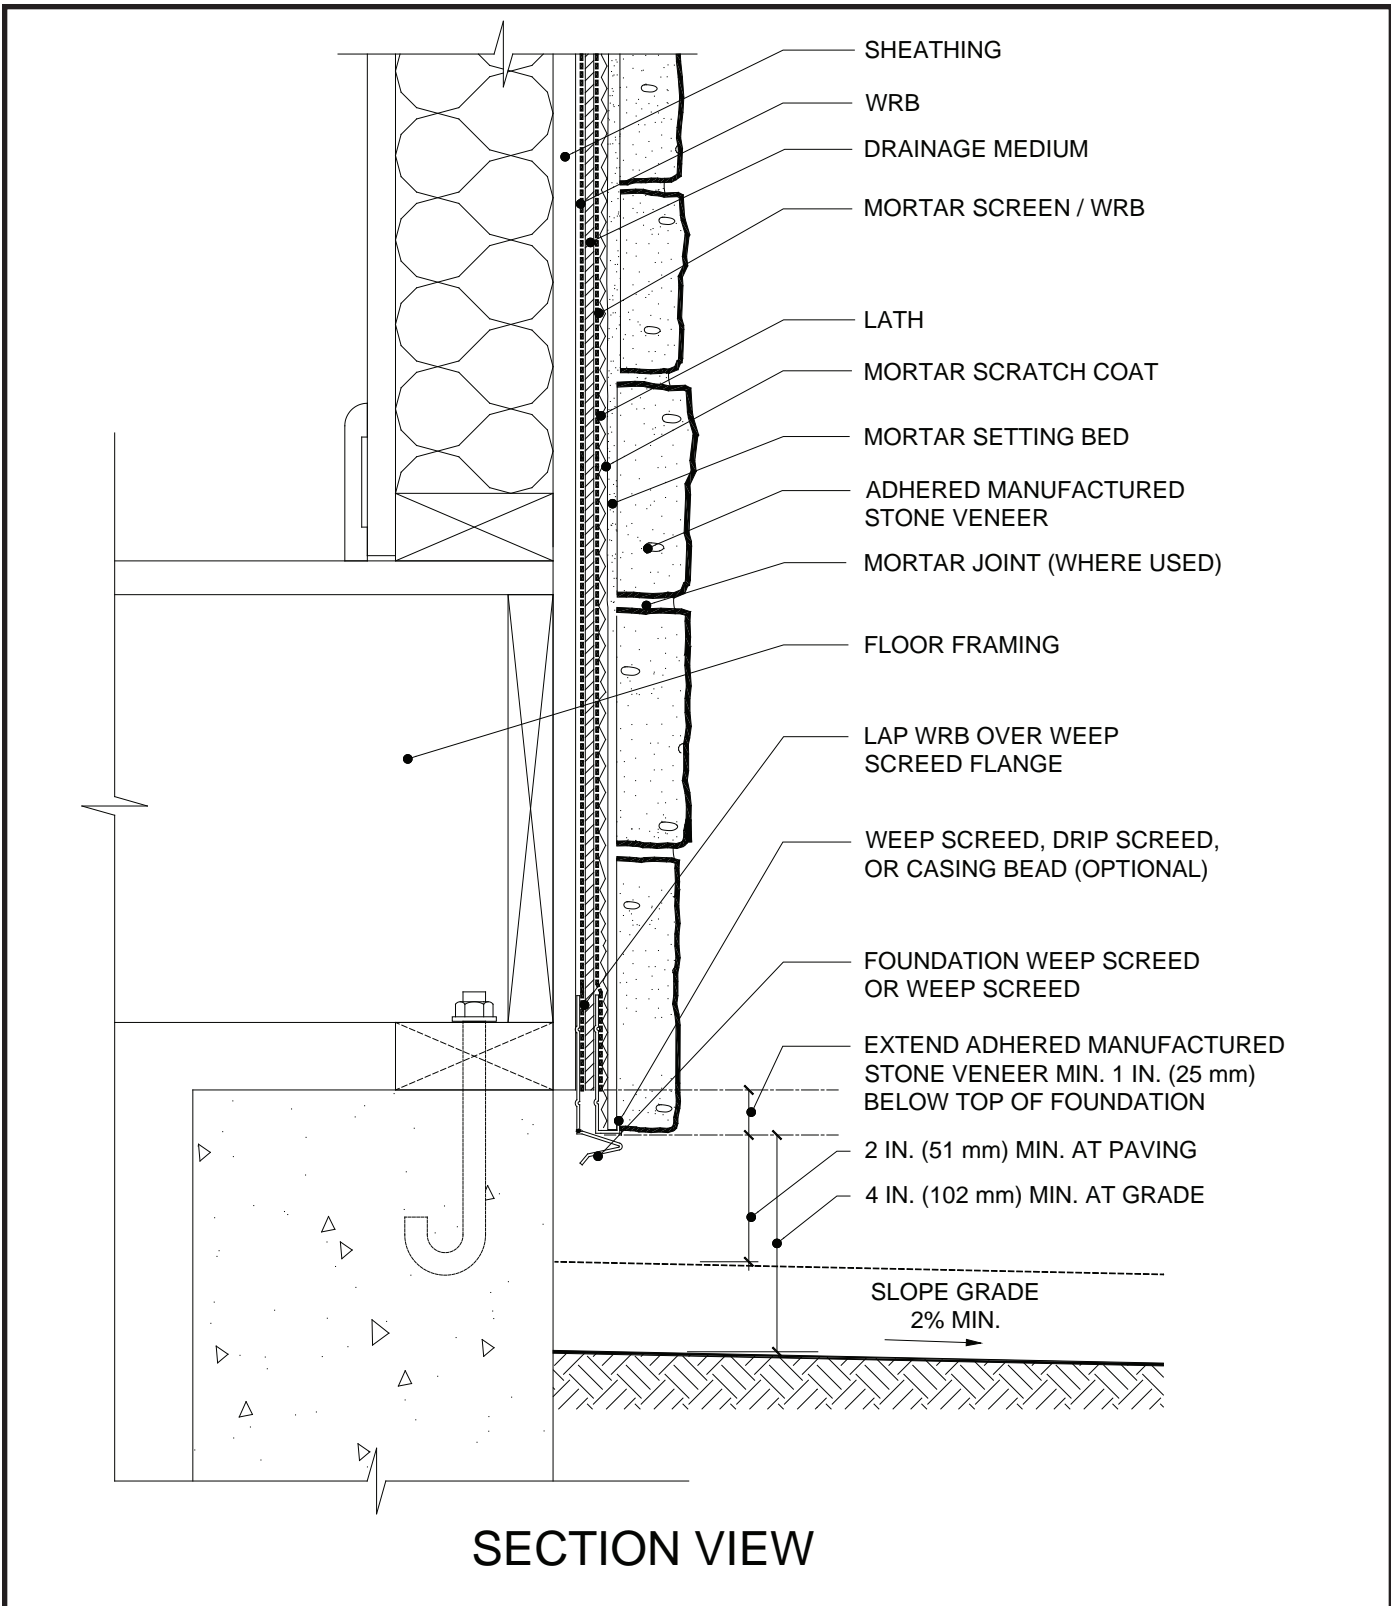 SHEATHING
WRB
DRAINAGE MEDIUM
MORTAR SCREEN / WRB
LATH
MORTAR SCRATCH COAT
MORTAR SETTING BED
ADHERED MANUFACTURED
STONE VENEER
MORTAR JOINT (WHERE USED)
FLOOR FRAMING
LAP WRB OVER WEEP
SCREED FLANGE
WEEP SCREED, DRIP SCREED,
OR CASING BEAD (OPTIONAL)
FOUNDATION WEEP SCREED
OR WEEP SCREED
EXTEND ADHERED MANUFACTURED
STONE VENEER MIN. 1 IN. (25 mm)
BELOW TOP OF FOUNDATION
2 IN. (51 mm) MIN. AT PAVING
4 IN. (102 mm) MIN. AT GRADE
SLOPE GRADE
2% MIN.
SECTION VIEW